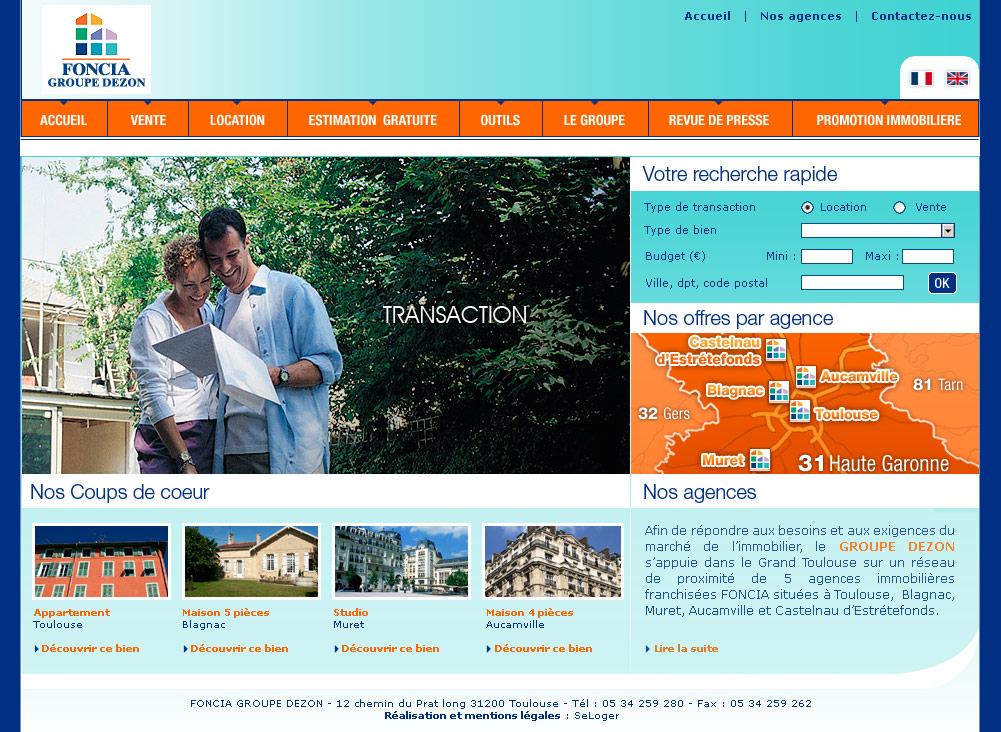 Accueil | Nos agences | Contactez-nous
FONCIA
GROUPE DEZON
ACCUEIL VENTE LOCATION ESTIMATION GRATUITE OUTILS LE GROUPE REVUE DE PRESSE PROMOTION IMMOBILIERE
TRANSACTION
Votre recherche rapide
Type de transaction Location Vente
Type de bien
Budget (€) Mini : Maxi :
Ville, dpt, code postal OK
Nos offres par agence
Castelnau
d'Estrétefonds
Aucamville
81 Tarn
Blagnac
32 Gers
Toulouse
Muret
31 Haute Garonne
Nos Coups de coeur
Appartement
Toulouse
Découvrir ce bien
Maison 5 pièces
Blagnac
Découvrir ce bien
Studio
Muret
Découvrir ce bien
Maison 4 pièces
Aucamville
Découvrir ce bien
Nos agences
Afin de répondre aux besoins et aux exigences du
marché de l'immobilier, le GROUPE DEZON
s'appuie dans le Grand Toulouse sur un réseau
de proximité de 5 agences immobilières
franchisées FONCIA situées à Toulouse, Blagnac,
Muret, Aucamville et Castelnau d'Estrétefonds.
Lire la suite
FONCIA GROUPE DEZON - 12 chemin du Prat long 31200 Toulouse - Tél : 05 34 259 280 - Fax : 05 34 259 262
Réalisation et mentions légales : SeLoger